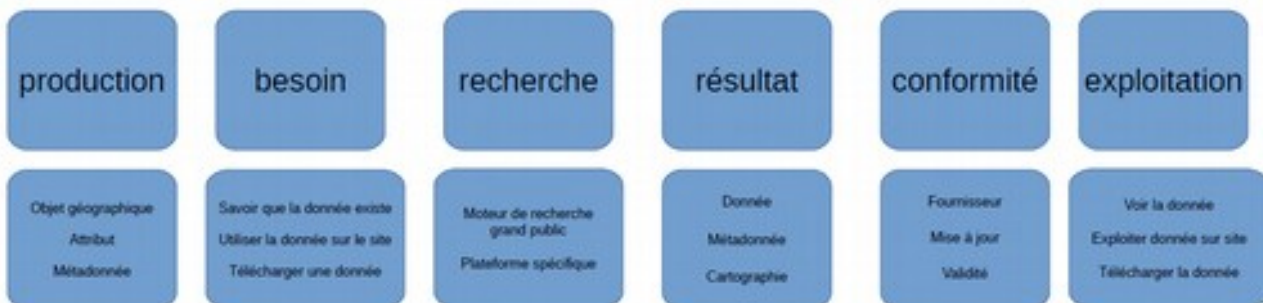 production
besoin
recherche
résultat
conformité
exploitation
Objet géographique
Attribut
Métadonnée
Savoir que la donnée existe
Utiliser la donnée sur le site
Télécharger une donnée
Moteur de recherche
grand public
Plateforme spécifique
Donnée
Métadonnée
Cartographie
Fournisseur
Mise à jour
Validité
Voir la donnée
Exploiter donnée sur site
Télécharger la donnée